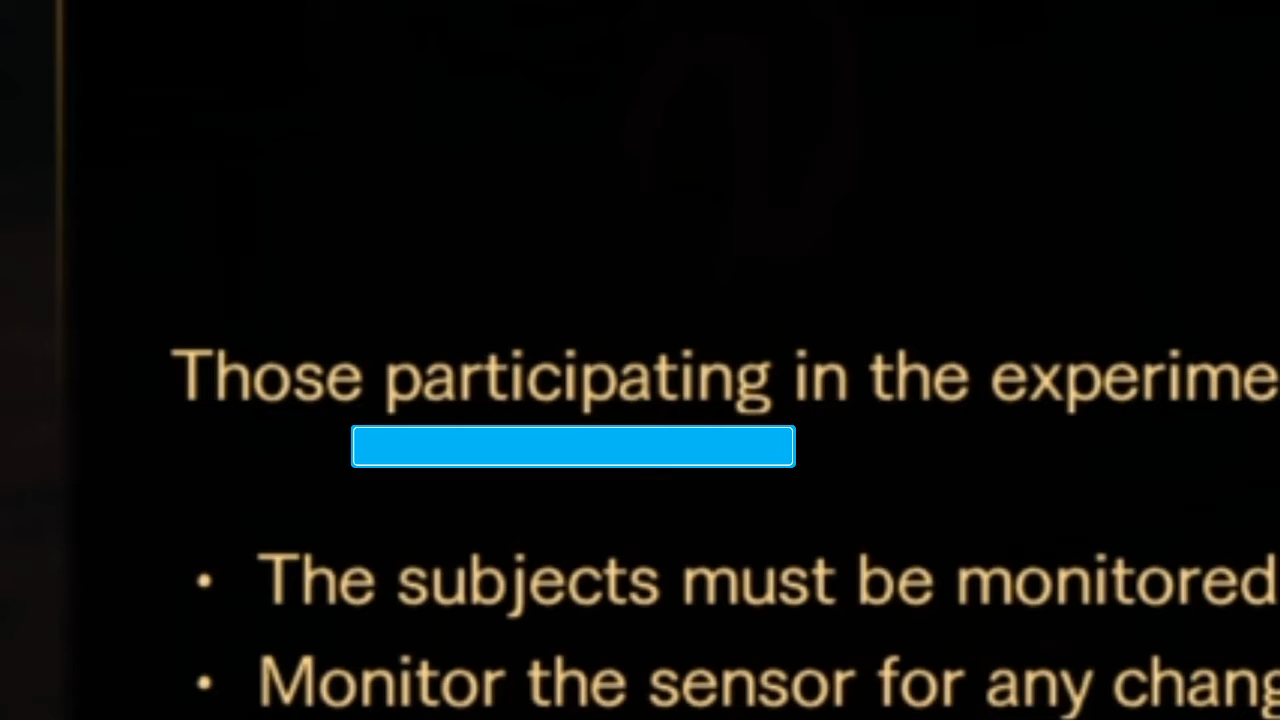 Those participating in the experime
• The subjects must be monitored
• Monitor the sensor for any chang